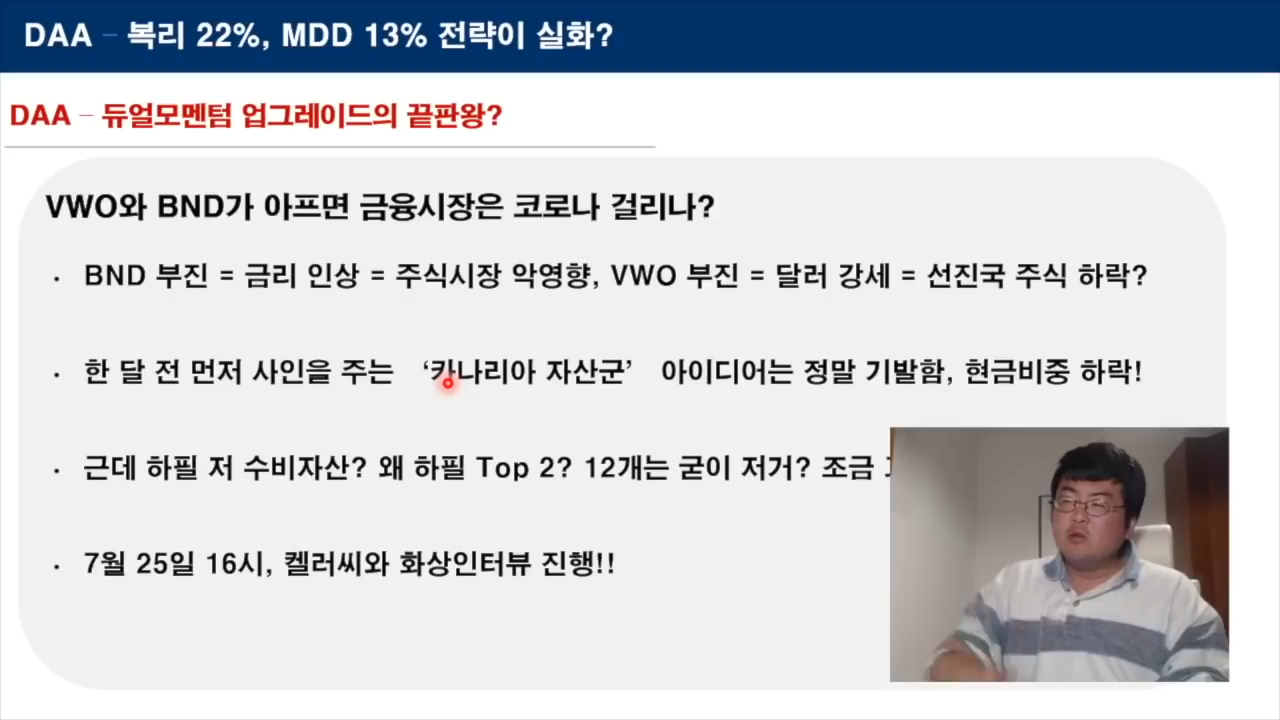 DAA – 복리 22%, MDD 13% 전략이 실화?
DAA – 듀얼모멘텀 업그레이드의 끝판왕?
VWO와 BND가 아프면 금융시장은 코로나 걸리나?
· BND 부진 = 금리 인상 = 주식시장 악영향, VWO 부진 = 달러 강세 = 선진국 주식 하락?
· 한 달 전 먼저 사인을 주는 ‘카나리아 자산군’ 아이디어는 정말 기발함, 현금비중 하락!
· 근데 하필 저 수비자산? 왜 하필 Top 2? 12개는 굳이 저거? 조금
· 7월 25일 16시, 켈러씨와 화상인터뷰 진행!!